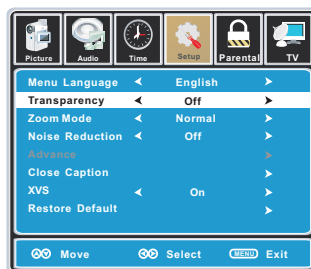 Picture Audio Time Setup Parental TV
Menu Language English
Transparency Off
Zoom Mode Normal
Noise Reduction Off
Advance
Close Caption
XVS On
Restore Default
Move Select MENU Exit